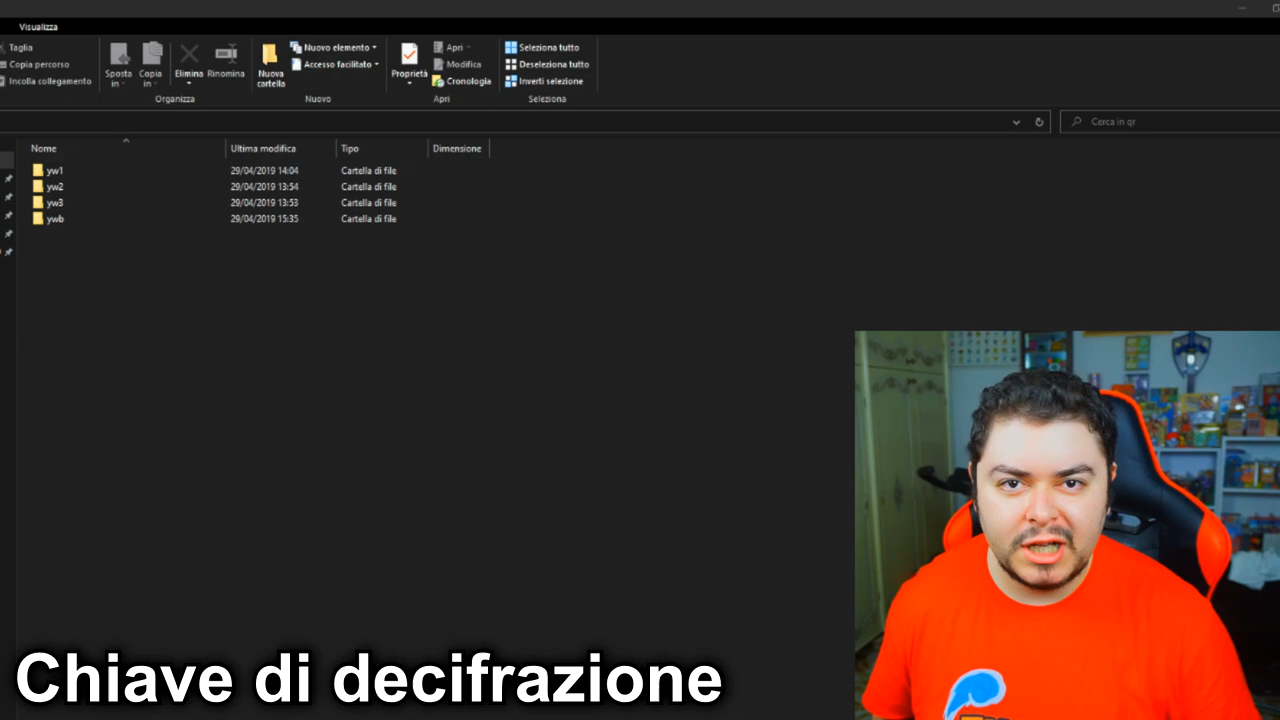 Visualizza
Taglia
Copia percorso
Incolla collegamento
Sposta in
Copia in
Elimina
Rinomina
Organizza
Nuova cartella
Nuovo elemento
Accesso facilitato
Nuovo
Proprietà
Apri
Modifica
Cronologia
Apri
Seleziona tutto
Deseleziona tutto
Inverti selezione
Seleziona
Cerca in qr
Nome Ultima modifica Tipo Dimensione
yw1 29/04/2019 14:04 Cartella di file
yw2 29/04/2019 13:54 Cartella di file
yw3 29/04/2019 13:53 Cartella di file
ywb 29/04/2019 15:35 Cartella di file
Chiave di decifrazione